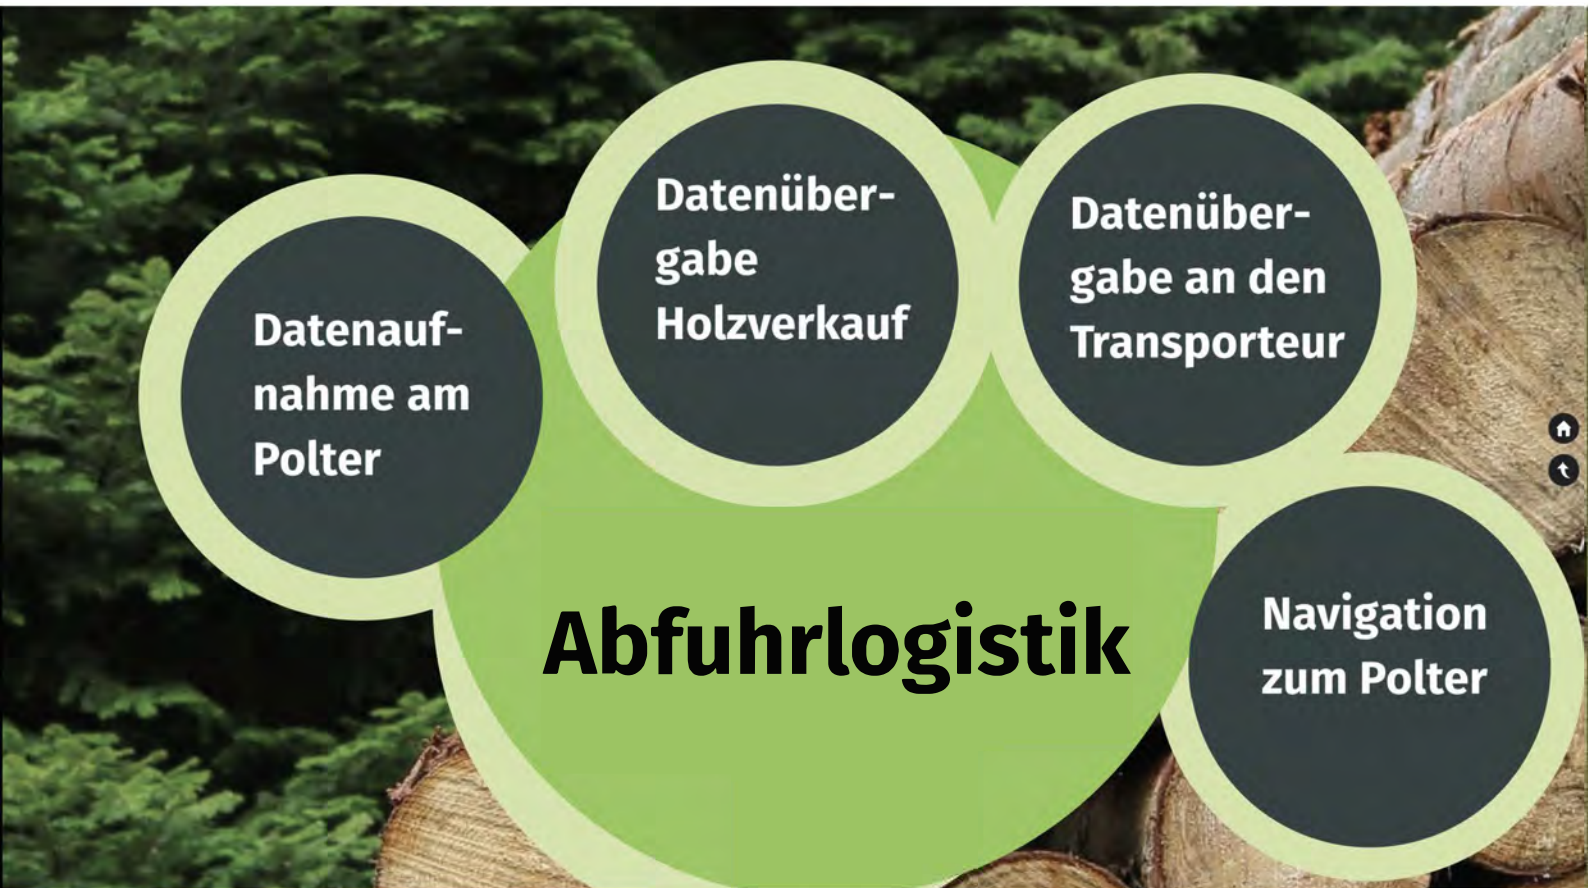 Datenauf-
nahme am
Polter
Datenüber-
gabe
Holzverkauf
Datenüber-
gabe an den
Transporteur
Navigation
zum Polter
Abfuhrlogistik